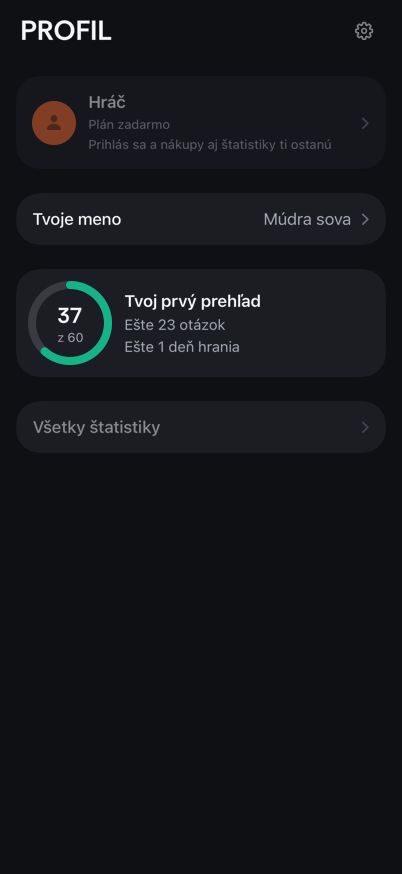 PROFIL
Hráč
Plán zadarmo
Prihlás sa a nákupy aj štatistiky ti ostanú
Tvoje meno
Múdra sova
37
z 60
Tvoj prvý prehľad
Ešte 23 otázok
Ešte 1 deň hrania
Všetky štatistiky